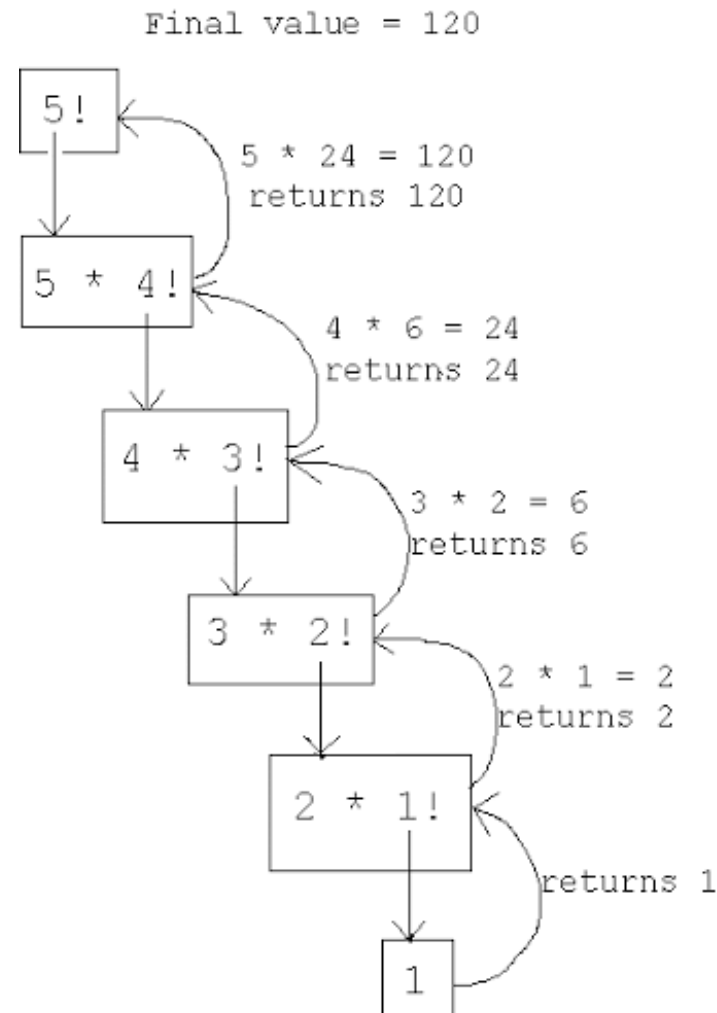 Final value = 120
5!
5 * 24 = 120
returns 120
5 * 4!
4 * 6 = 24
returns 24
4 * 3!
3 * 2 = 6
returns 6
3 * 2!
2 * 1 = 2
returns 2
2 * 1!
returns 1
1